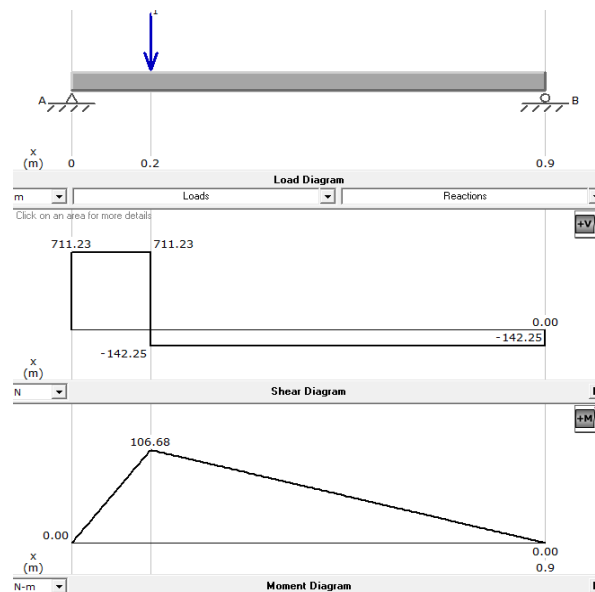 1
A
B
x
(m)
0
0.2
0.9
Load Diagram
m
Loads
Reactions
Click on an area for more details
+V
711.23
711.23
0.00
-142.25
-142.25
x
(m)
N
Shear Diagram
+M
106.68
0.00
0.00
x
(m)
0.9
N-m
Moment Diagram